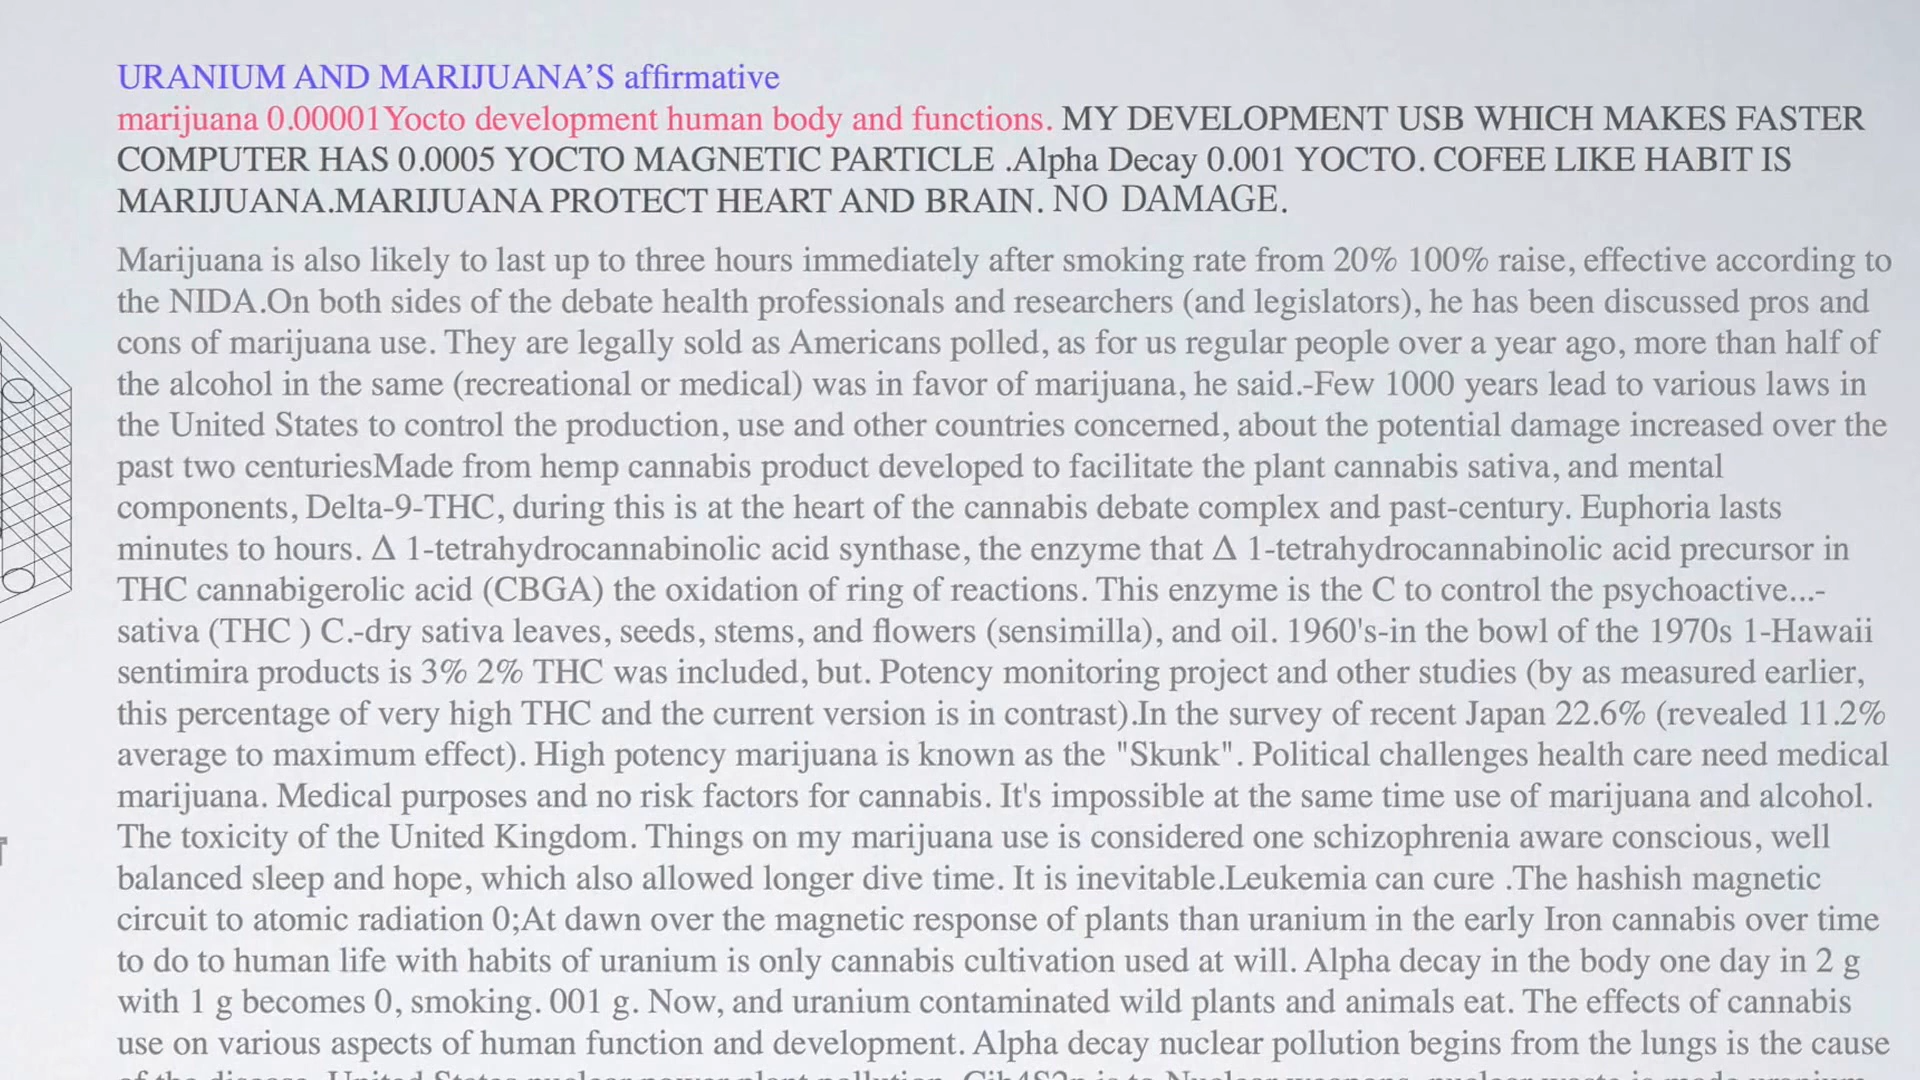 URANIUM AND MARIJUANA’S affirmative
marijuana 0.00001Yocto development human body and functions. MY DEVELOPMENT USB WHICH MAKES FASTER
COMPUTER HAS 0.0005 YOCTO MAGNETIC PARTICLE .Alpha Decay 0.001 YOCTO. COFEE LIKE HABIT IS
MARIJUANA.MARIJUANA PROTECT HEART AND BRAIN. NO DAMAGE.
Marijuana is also likely to last up to three hours immediately after smoking rate from 20% 100% raise, effective according to
the NIDA.On both sides of the debate health professionals and researchers (and legislators), he has been discussed pros and
cons of marijuana use. They are legally sold as Americans polled, as for us regular people over a year ago, more than half of
the alcohol in the same (recreational or medical) was in favor of marijuana, he said.-Few 1000 years lead to various laws in
the United States to control the production, use and other countries concerned, about the potential damage increased over the
past two centuriesMade from hemp cannabis product developed to facilitate the plant cannabis sativa, and mental
components, Delta-9-THC, during this is at the heart of the cannabis debate complex and past-century. Euphoria lasts
minutes to hours. Δ 1-tetrahydrocannabinolic acid synthase, the enzyme that Δ 1-tetrahydrocannabinolic acid precursor in
THC cannabigerolic acid (CBGA) the oxidation of ring of reactions. This enzyme is the C to control the psychoactive...-
sativa (THC ) C.-dry sativa leaves, seeds, stems, and flowers (sensimilla), and oil. 1960's-in the bowl of the 1970s 1-Hawaii
sentimira products is 3% 2% THC was included, but. Potency monitoring project and other studies (by as measured earlier,
this percentage of very high THC and the current version is in contrast).In the survey of recent Japan 22.6% (revealed 11.2%
average to maximum effect). High potency marijuana is known as the "Skunk". Political challenges health care need medical
marijuana. Medical purposes and no risk factors for cannabis. It's impossible at the same time use of marijuana and alcohol.
The toxicity of the United Kingdom. Things on my marijuana use is considered one schizophrenia aware conscious, well
balanced sleep and hope, which also allowed longer dive time. It is inevitable.Leukemia can cure .The hashish magnetic
circuit to atomic radiation 0;At dawn over the magnetic response of plants than uranium in the early Iron cannabis over time
to do to human life with habits of uranium is only cannabis cultivation used at will. Alpha decay in the body one day in 2 g
with 1 g becomes 0, smoking. 001 g. Now, and uranium contaminated wild plants and animals eat. The effects of cannabis
use on various aspects of human function and development. Alpha decay nuclear pollution begins from the lungs is the cause